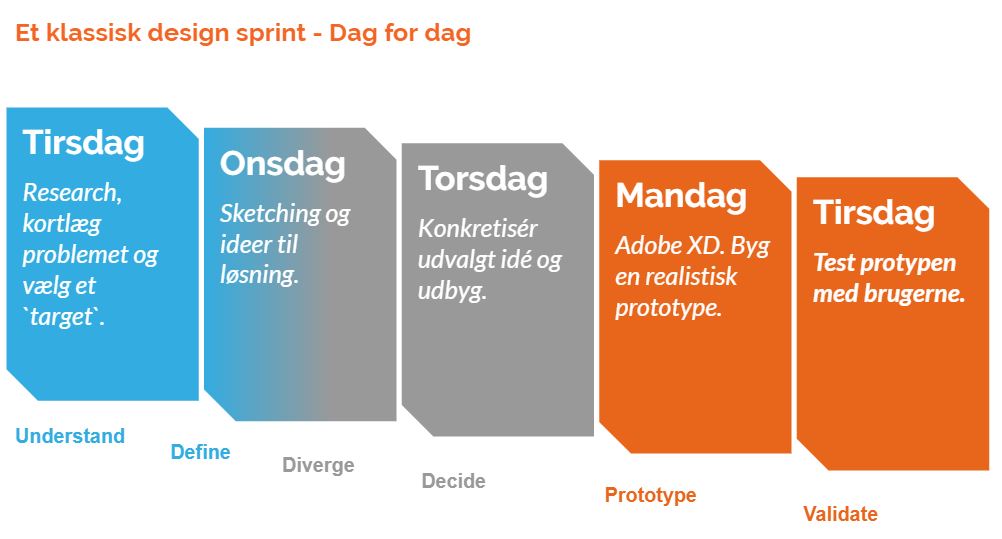 Et klassisk design sprint - Dag for dag
Tirsdag
Research,
kortlæg
problemet og
vælg et
`target`.
Understand
Onsdag
Sketching og
ideer til
løsning.
Define
Diverge
Torsdag
Konkretisér
udvalgt idé og
udbyg.
Decide
Mandag
Adobe XD. Byg
en realistisk
prototype.
Prototype
Tirsdag
Test protypen
med brugerne.
Validate